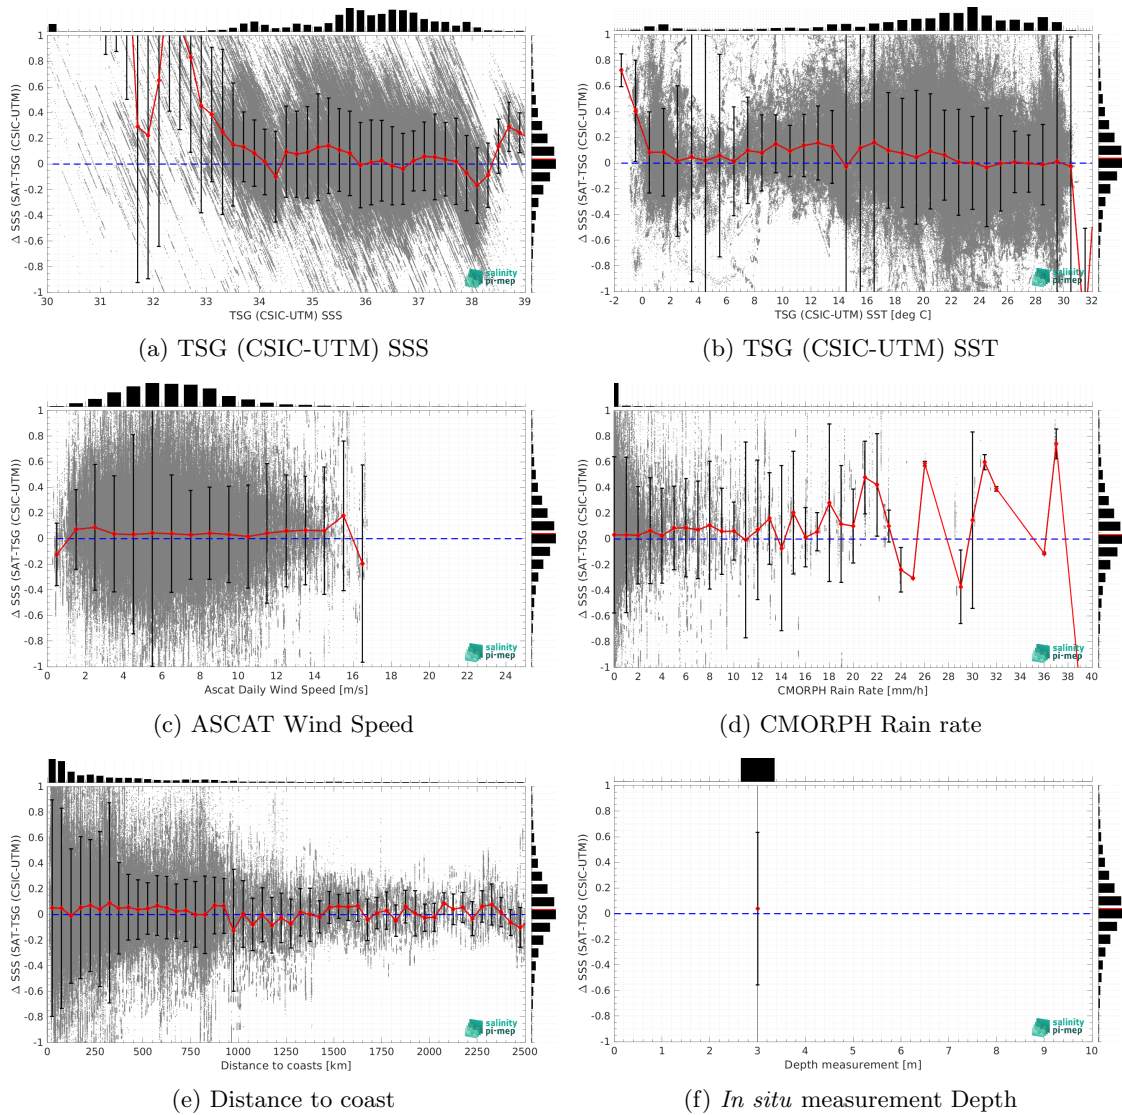 1
0.8
0.6
0.4
0.2
0
-0.2
-0.4
-0.6
-0.8
-1
Δ SSS (SAT-TSG (CSIC-UTM))
30 31 32 33 34 35 36 37 38 39
TSG (CSIC-UTM) SSS
salinity
pi-mep
(a) TSG (CSIC-UTM) SSS
1
0.8
0.6
0.4
0.2
0
-0.2
-0.4
-0.6
-0.8
-1
Δ SSS (SAT-TSG (CSIC-UTM))
-2 0 2 4 6 8 10 12 14 16 18 20 22 24 26 28 30 32
TSG (CSIC-UTM) SST [deg C]
salinity
pi-mep
(b) TSG (CSIC-UTM) SST
1
0.8
0.6
0.4
0.2
0
-0.2
-0.4
-0.6
-0.8
-1
Δ SSS (SAT-TSG (CSIC-UTM))
0 2 4 6 8 10 12 14 16 18 20 22 24
Ascat Daily Wind Speed [m/s]
salinity
pi-mep
(c) ASCAT Wind Speed
1
0.8
0.6
0.4
0.2
0
-0.2
-0.4
-0.6
-0.8
-1
Δ SSS (SAT-TSG (CSIC-UTM))
0 2 4 6 8 10 12 14 16 18 20 22 24 26 28 30 32 34 36 38 40
CMORPH Rain Rate [mm/h]
salinity
pi-mep
(d) CMORPH Rain rate
1
0.8
0.6
0.4
0.2
0
-0.2
-0.4
-0.6
-0.8
-1
Δ SSS (SAT-TSG (CSIC-UTM))
0 250 500 750 1000 1250 1500 1750 2000 2250 2500
Distance to coasts [km]
salinity
pi-mep
(e) Distance to coast
1
0.8
0.6
0.4
0.2
0
-0.2
-0.4
-0.6
-0.8
-1
Δ SSS (SAT-TSG (CSIC-UTM))
0 1 2 3 4 5 6 7 8 9 10
Depth measurement [m]
salinity
pi-mep
(f) In situ measurement Depth